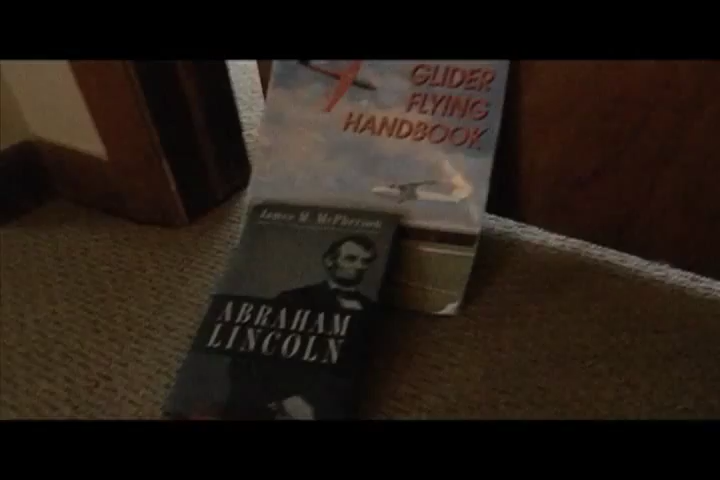 GLIDER
FLYING
HANDBOOK
James M. McPherson
ABRAHAM
LINCOLN